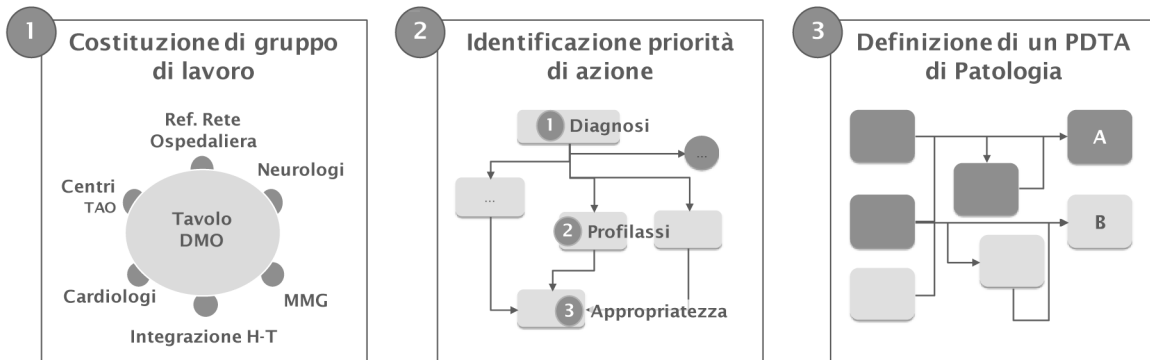 1
Costituzione di gruppo
di lavoro
Ref. Rete
Ospedaliera
Neurologi
Centri
TAO
Tavolo
DMO
Cardiologi
MMG
Integrazione H-T
2
Identificazione priorità
di azione
1 Diagnosi
...
...
2 Profilassi
3 Appropriatezza
3
Definizione di un PDTA
di Patologia
A
B